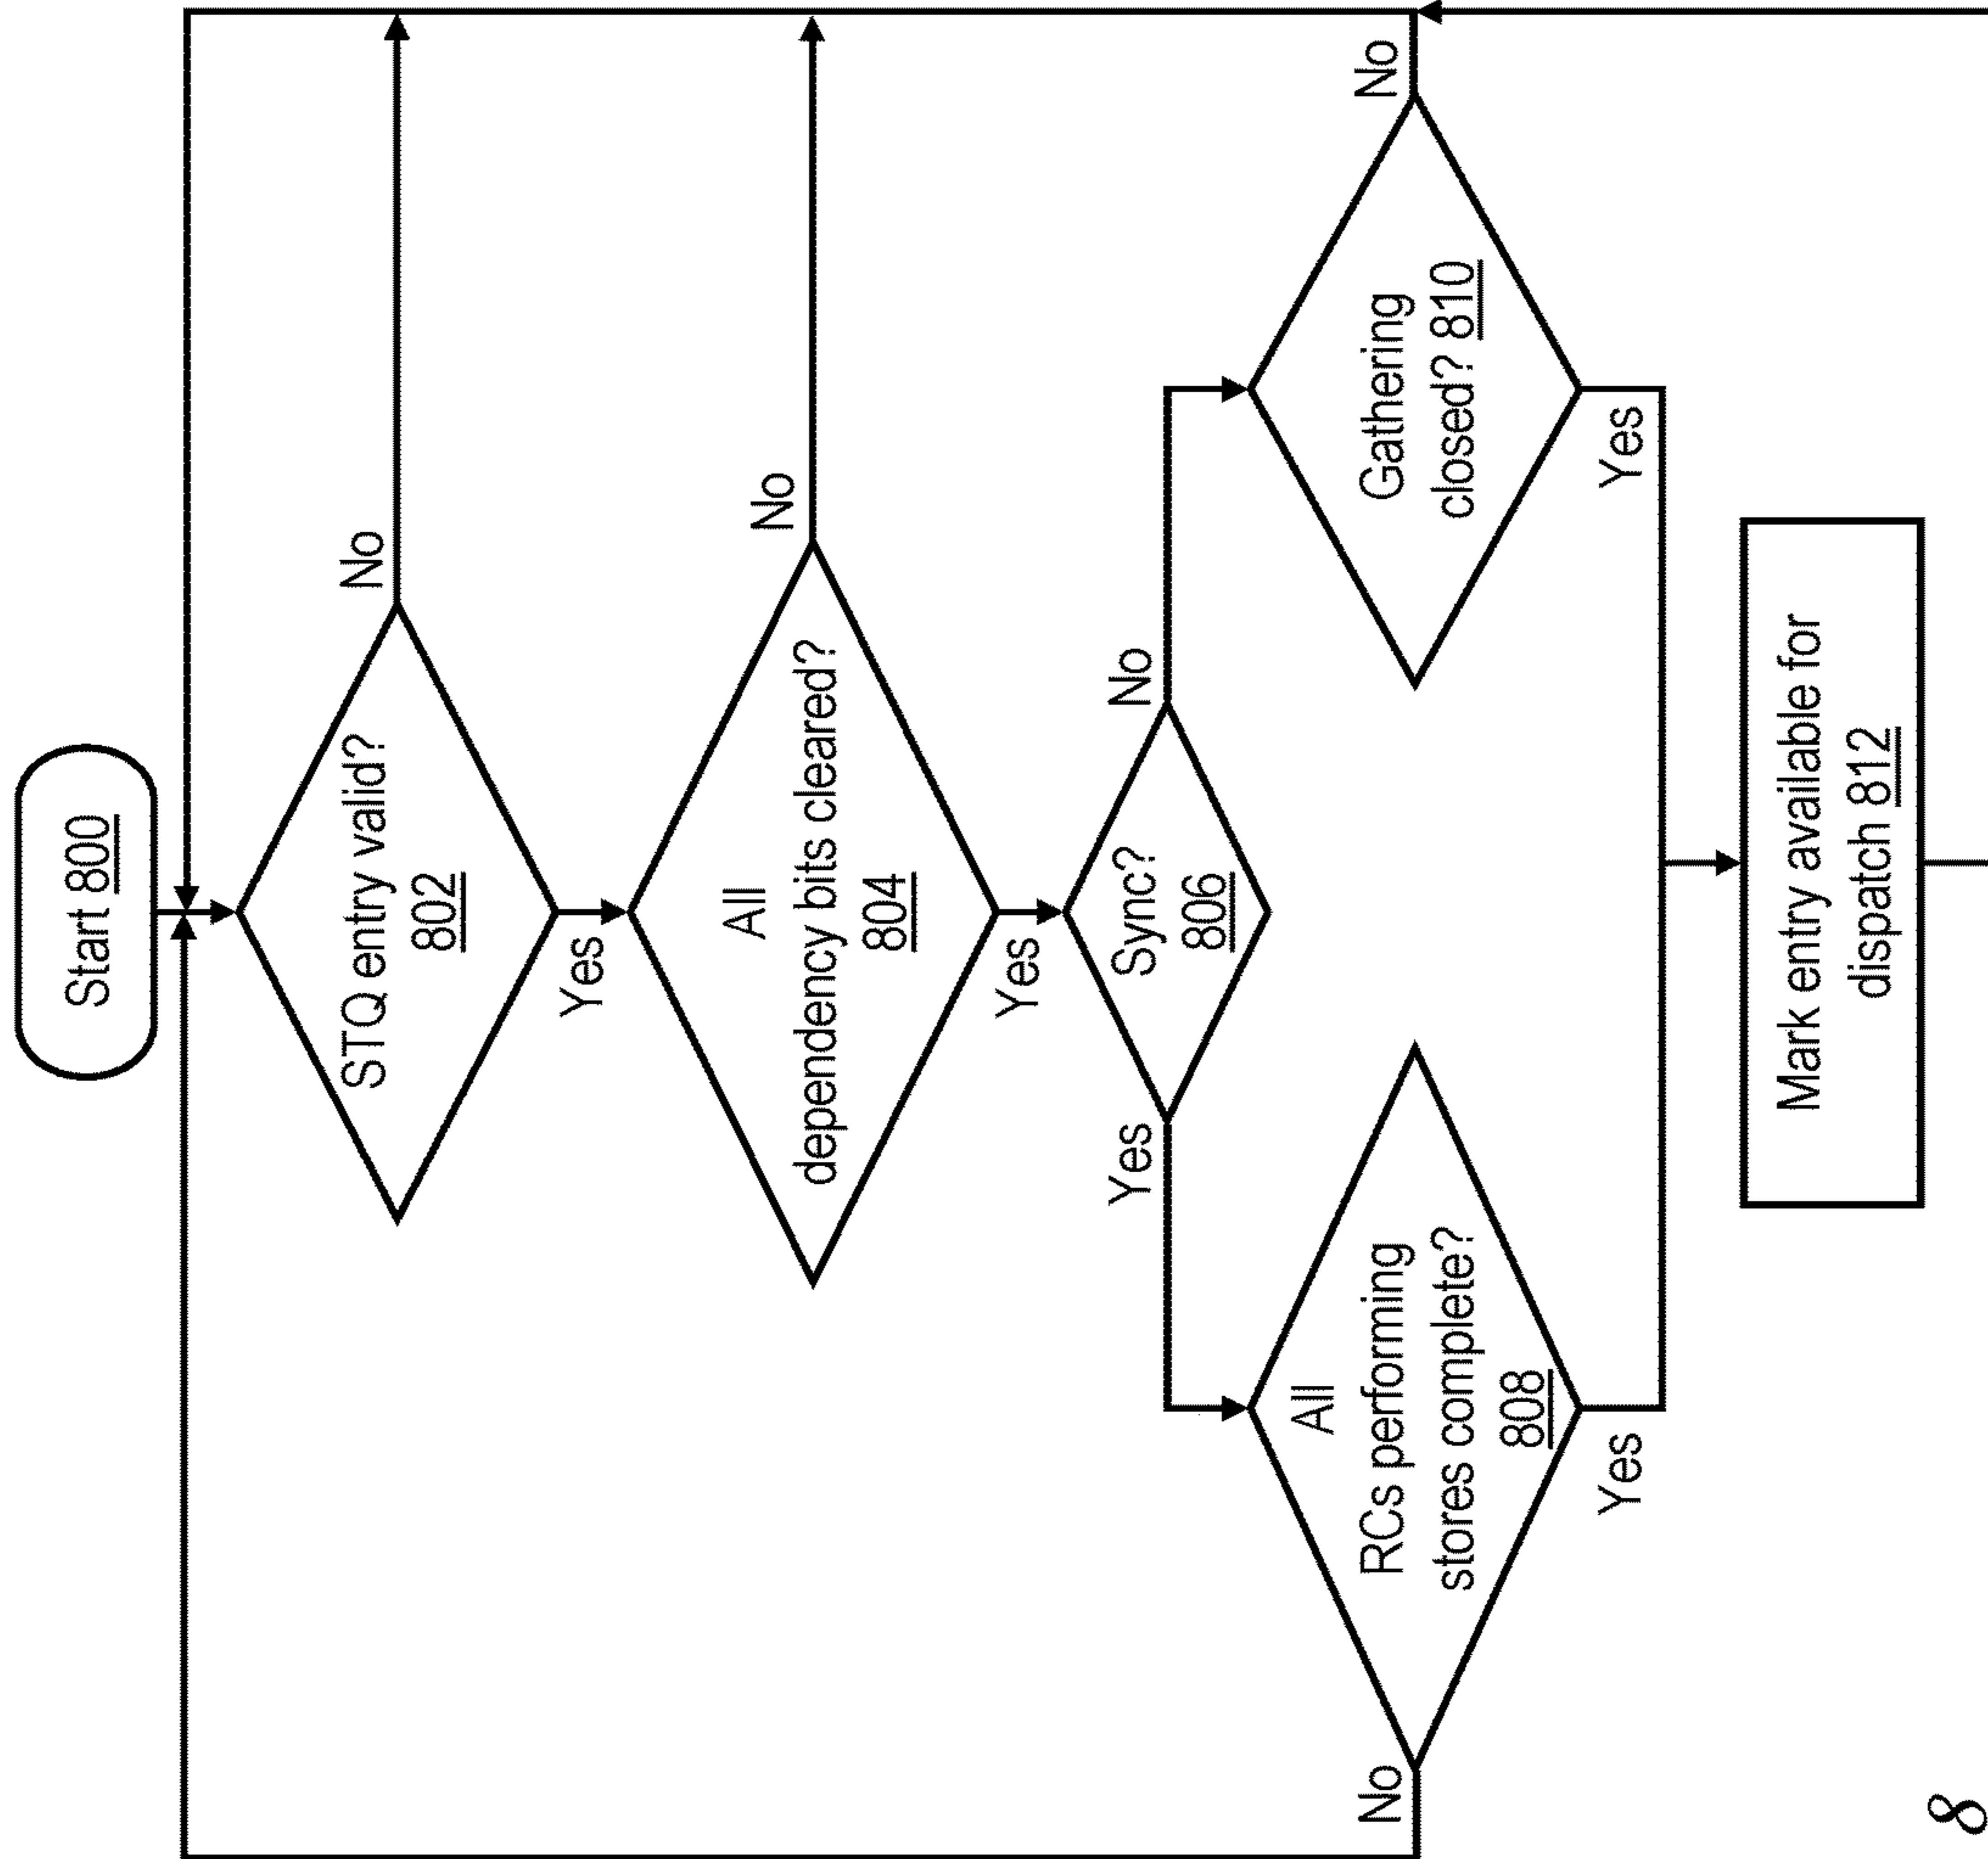 Start 800
STQ entry valid?
802
No
Yes
All
dependency bits cleared?
804
No
Yes
Sync?
806
Yes
No
All
RCs performing
stores complete?
808
No
Yes
Gathering
closed? 810
No
Yes
Mark entry available for
dispatch 812
8